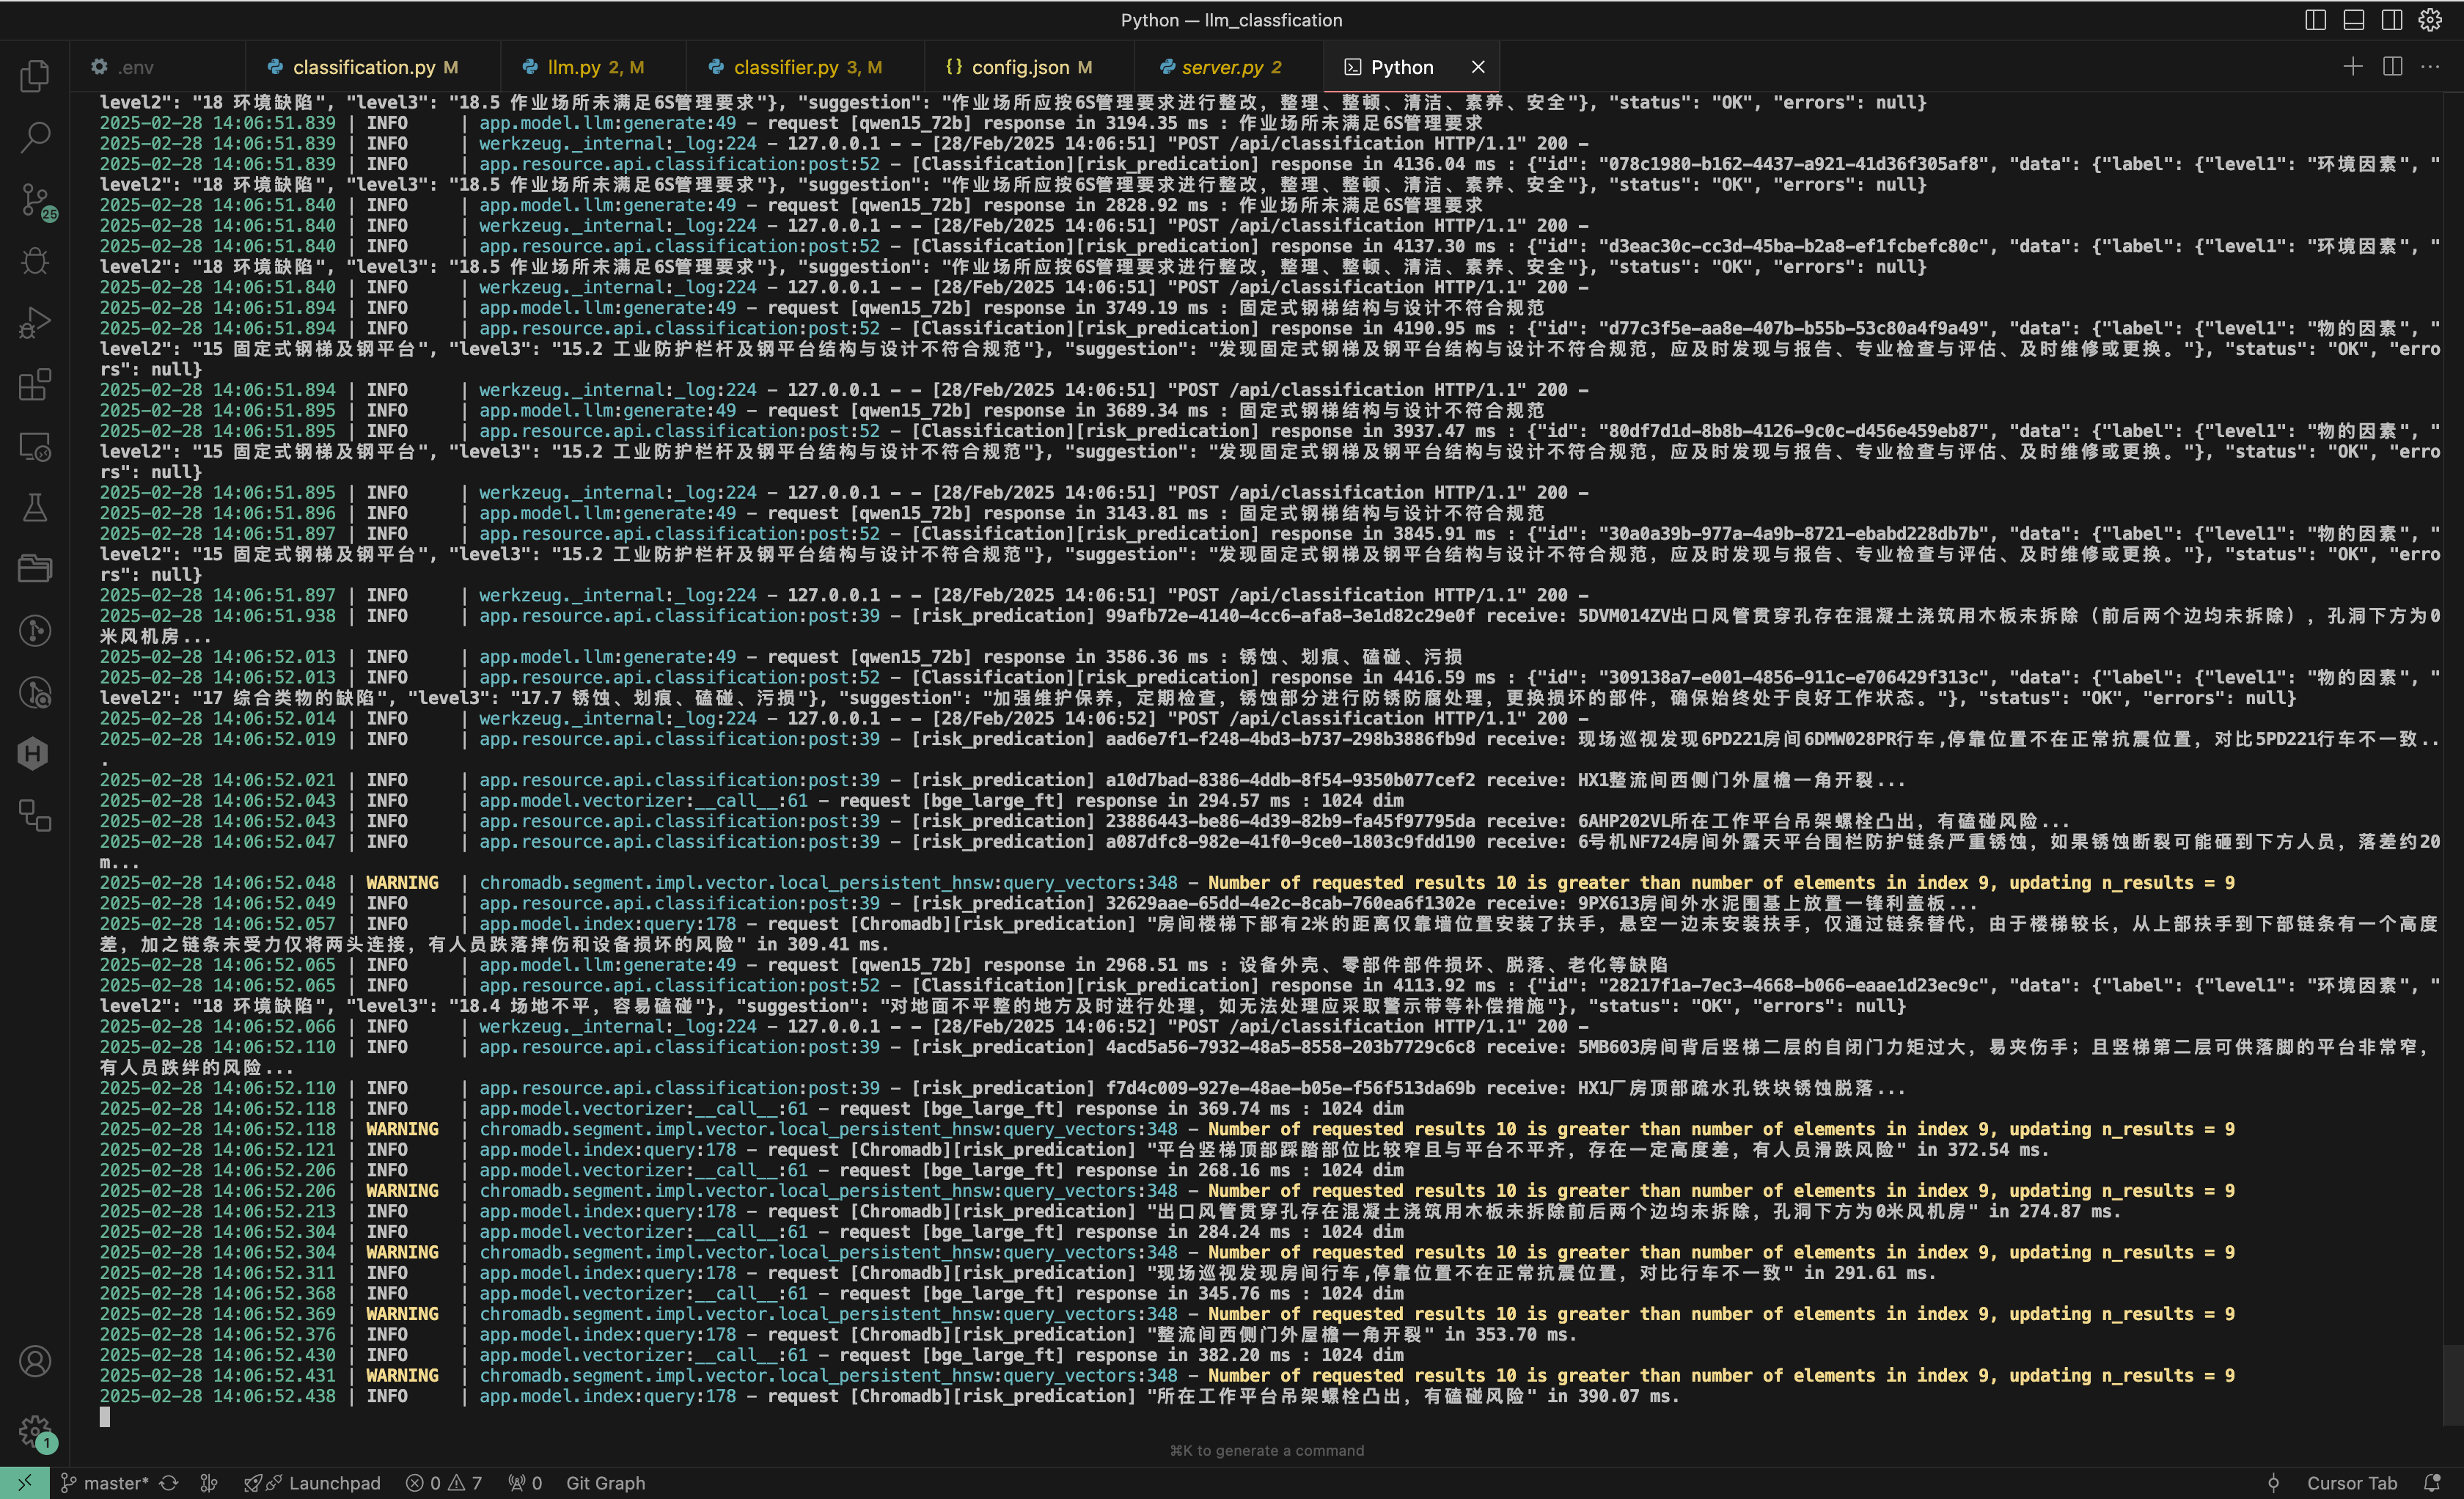 Python — llm_classfication
.env
classification.py M
llm.py 2, M
classifier.py 3, M
{} config.json M
server.py 2
Python
level2": "18 环境缺陷", "level3": "18.5 作业场所未满足6S管理要求"}, "suggestion": "作业场所应按6S管理要求进行整改，整理、整顿、清洁、素养、安全"}, "status": "OK", "errors": null}
2025-02-28 14:06:51.839 | INFO | app.model.llm:generate:49 - request [qwen15_72b] response in 3194.35 ms : 作业场所未满足6S管理要求
2025-02-28 14:06:51.839 | INFO | werkzeug._internal:_log:224 - 127.0.0.1 - - [28/Feb/2025 14:06:51] "POST /api/classification HTTP/1.1" 200 -
2025-02-28 14:06:51.839 | INFO | app.resource.api.classification:post:52 - [Classification][risk_predication] response in 4136.04 ms : {"id": "078c1980-b162-4437-a921-41d36f305af8", "data": {"label": {"level1": "环境因素", "
level2": "18 环境缺陷", "level3": "18.5 作业场所未满足6S管理要求"}, "suggestion": "作业场所应按6S管理要求进行整改，整理、整顿、清洁、素养、安全"}, "status": "OK", "errors": null}
2025-02-28 14:06:51.840 | INFO | app.model.llm:generate:49 - request [qwen15_72b] response in 2828.92 ms : 作业场所未满足6S管理要求
2025-02-28 14:06:51.840 | INFO | werkzeug._internal:_log:224 - 127.0.0.1 - - [28/Feb/2025 14:06:51] "POST /api/classification HTTP/1.1" 200 -
2025-02-28 14:06:51.840 | INFO | app.resource.api.classification:post:52 - [Classification][risk_predication] response in 4137.30 ms : {"id": "d3eac30c-cc3d-45ba-b2a8-ef1fcbefc80c", "data": {"label": {"level1": "环境因素", "
level2": "18 环境缺陷", "level3": "18.5 作业场所未满足6S管理要求"}, "suggestion": "作业场所应按6S管理要求进行整改，整理、整顿、清洁、素养、安全"}, "status": "OK", "errors": null}
2025-02-28 14:06:51.840 | INFO | werkzeug._internal:_log:224 - 127.0.0.1 - - [28/Feb/2025 14:06:51] "POST /api/classification HTTP/1.1" 200 -
2025-02-28 14:06:51.894 | INFO | app.model.llm:generate:49 - request [qwen15_72b] response in 3749.19 ms : 固定式钢梯结构与设计不符合规范
2025-02-28 14:06:51.894 | INFO | app.resource.api.classification:post:52 - [Classification][risk_predication] response in 4190.95 ms : {"id": "d77c3f5e-aa8e-407b-b55b-53c80a4f9a49", "data": {"label": {"level1": "物的因素", "
level2": "15 固定式钢梯及钢平台", "level3": "15.2 工业防护栏杆及钢平台结构与设计不符合规范"}, "suggestion": "发现固定式钢梯及钢平台结构与设计不符合规范，应及时发现与报告、专业检查与评估、及时维修或更换。"}, "status": "OK", "erro
rs": null}
2025-02-28 14:06:51.894 | INFO | werkzeug._internal:_log:224 - 127.0.0.1 - - [28/Feb/2025 14:06:51] "POST /api/classification HTTP/1.1" 200 -
2025-02-28 14:06:51.895 | INFO | app.model.llm:generate:49 - request [qwen15_72b] response in 3689.34 ms : 固定式钢梯结构与设计不符合规范
2025-02-28 14:06:51.895 | INFO | app.resource.api.classification:post:52 - [Classification][risk_predication] response in 3937.47 ms : {"id": "80df7d1d-8b8b-4126-9c0c-d456e459eb87", "data": {"label": {"level1": "物的因素", "
level2": "15 固定式钢梯及钢平台", "level3": "15.2 工业防护栏杆及钢平台结构与设计不符合规范"}, "suggestion": "发现固定式钢梯及钢平台结构与设计不符合规范，应及时发现与报告、专业检查与评估、及时维修或更换。"}, "status": "OK", "erro
rs": null}
2025-02-28 14:06:51.895 | INFO | werkzeug._internal:_log:224 - 127.0.0.1 - - [28/Feb/2025 14:06:51] "POST /api/classification HTTP/1.1" 200 -
2025-02-28 14:06:51.896 | INFO | app.model.llm:generate:49 - request [qwen15_72b] response in 3143.81 ms : 固定式钢梯结构与设计不符合规范
2025-02-28 14:06:51.897 | INFO | app.resource.api.classification:post:52 - [Classification][risk_predication] response in 3845.91 ms : {"id": "30a0a39b-977a-4a9b-8721-ebabd228db7b", "data": {"label": {"level1": "物的因素", "
level2": "15 固定式钢梯及钢平台", "level3": "15.2 工业防护栏杆及钢平台结构与设计不符合规范"}, "suggestion": "发现固定式钢梯及钢平台结构与设计不符合规范，应及时发现与报告、专业检查与评估、及时维修或更换。"}, "status": "OK", "erro
rs": null}
2025-02-28 14:06:51.897 | INFO | werkzeug._internal:_log:224 - 127.0.0.1 - - [28/Feb/2025 14:06:51] "POST /api/classification HTTP/1.1" 200 -
2025-02-28 14:06:51.938 | INFO | app.resource.api.classification:post:39 - [risk_predication] 99afb72e-4140-4cc6-afa8-3e1d82c29e0f receive: 5DVM014ZV出口风管贯穿孔存在混凝土浇筑用木板未拆除（前后两个边均未拆除），孔洞下方为0
米风机房...
2025-02-28 14:06:52.013 | INFO | app.model.llm:generate:49 - request [qwen15_72b] response in 3586.36 ms : 锈蚀、划痕、磕碰、污损
2025-02-28 14:06:52.013 | INFO | app.resource.api.classification:post:52 - [Classification][risk_predication] response in 4416.59 ms : {"id": "309138a7-e001-4856-911c-e706429f313c", "data": {"label": {"level1": "物的因素", "
level2": "17 综合类物的缺陷", "level3": "17.7 锈蚀、划痕、磕碰、污损"}, "suggestion": "加强维护保养，定期检查，锈蚀部分进行防锈防腐处理，更换损坏的部件，确保始终处于良好工作状态。"}, "status": "OK", "errors": null}
2025-02-28 14:06:52.014 | INFO | werkzeug._internal:_log:224 - 127.0.0.1 - - [28/Feb/2025 14:06:52] "POST /api/classification HTTP/1.1" 200 -
2025-02-28 14:06:52.019 | INFO | app.resource.api.classification:post:39 - [risk_predication] aad6e7f1-f248-4bd3-b737-298b3886fb9d receive: 现场巡视发现6PD221房间6DMW028PR行车,停靠位置不在正常抗震位置，对比5PD221行车不一致..
.
2025-02-28 14:06:52.021 | INFO | app.resource.api.classification:post:39 - [risk_predication] a10d7bad-8386-4ddb-8f54-9350b077cef2 receive: HX1整流间西侧门外屋檐一角开裂...
2025-02-28 14:06:52.043 | INFO | app.model.vectorizer:__call__:61 - request [bge_large_ft] response in 294.57 ms : 1024 dim
2025-02-28 14:06:52.043 | INFO | app.resource.api.classification:post:39 - [risk_predication] 23886443-be86-4d39-82b9-fa45f97795da receive: 6AHP202VL所在工作平台吊架螺栓凸出，有磕碰风险...
2025-02-28 14:06:52.047 | INFO | app.resource.api.classification:post:39 - [risk_predication] a087dfc8-982e-41f0-9ce0-1803c9fdd190 receive: 6号机NF724房间外露天平台围栏防护链条严重锈蚀，如果锈蚀断裂可能砸到下方人员，落差约20
m...
2025-02-28 14:06:52.048 | WARNING | chromadb.segment.impl.vector.local_persistent_hnsw:query_vectors:348 - Number of requested results 10 is greater than number of elements in index 9, updating n_results = 9
2025-02-28 14:06:52.049 | INFO | app.resource.api.classification:post:39 - [risk_predication] 32629aae-65dd-4e2c-8cab-760ea6f1302e receive: 9PX613房间外水泥围基上放置一锋利盖板...
2025-02-28 14:06:52.057 | INFO | app.model.index:query:178 - request [Chromadb][risk_predication] "房间楼梯下部有2米的距离仅靠墙位置安装了扶手，悬空一边未安装扶手，仅通过链条替代，由于楼梯较长，从上部扶手到下部链条有一个高度
差，加之链条未受力仅将两头连接，有人员跌落摔伤和设备损坏的风险" in 309.41 ms.
2025-02-28 14:06:52.065 | INFO | app.model.llm:generate:49 - request [qwen15_72b] response in 2968.51 ms : 设备外壳、零部件部件损坏、脱落、老化等缺陷
2025-02-28 14:06:52.065 | INFO | app.resource.api.classification:post:52 - [Classification][risk_predication] response in 4113.92 ms : {"id": "28217f1a-7ec3-4668-b066-eaae1d23ec9c", "data": {"label": {"level1": "环境因素", "
level2": "18 环境缺陷", "level3": "18.4 场地不平，容易磕碰"}, "suggestion": "对地面不平整的地方及时进行处理，如无法处理应采取警示带等补偿措施"}, "status": "OK", "errors": null}
2025-02-28 14:06:52.066 | INFO | werkzeug._internal:_log:224 - 127.0.0.1 - - [28/Feb/2025 14:06:52] "POST /api/classification HTTP/1.1" 200 -
2025-02-28 14:06:52.110 | INFO | app.resource.api.classification:post:39 - [risk_predication] 4acd5a56-7932-48a5-8558-203b7729c6c8 receive: 5MB603房间背后竖梯二层的自闭门力矩过大，易夹伤手；且竖梯第二层可供落脚的平台非常窄，
有人员跌绊的风险...
2025-02-28 14:06:52.110 | INFO | app.resource.api.classification:post:39 - [risk_predication] f7d4c009-927e-48ae-b05e-f56f513da69b receive: HX1厂房顶部疏水孔铁块锈蚀脱落...
2025-02-28 14:06:52.118 | INFO | app.model.vectorizer:__call__:61 - request [bge_large_ft] response in 369.74 ms : 1024 dim
2025-02-28 14:06:52.118 | WARNING | chromadb.segment.impl.vector.local_persistent_hnsw:query_vectors:348 - Number of requested results 10 is greater than number of elements in index 9, updating n_results = 9
2025-02-28 14:06:52.121 | INFO | app.model.index:query:178 - request [Chromadb][risk_predication] "平台竖梯顶部踩踏部位比较窄且与平台不平齐，存在一定高度差，有人员滑跌风险" in 372.54 ms.
2025-02-28 14:06:52.206 | INFO | app.model.vectorizer:__call__:61 - request [bge_large_ft] response in 268.16 ms : 1024 dim
2025-02-28 14:06:52.206 | WARNING | chromadb.segment.impl.vector.local_persistent_hnsw:query_vectors:348 - Number of requested results 10 is greater than number of elements in index 9, updating n_results = 9
2025-02-28 14:06:52.213 | INFO | app.model.index:query:178 - request [Chromadb][risk_predication] "出口风管贯穿孔存在混凝土浇筑用木板未拆除前后两个边均未拆除，孔洞下方为0米风机房" in 274.87 ms.
2025-02-28 14:06:52.304 | INFO | app.model.vectorizer:__call__:61 - request [bge_large_ft] response in 284.24 ms : 1024 dim
2025-02-28 14:06:52.304 | WARNING | chromadb.segment.impl.vector.local_persistent_hnsw:query_vectors:348 - Number of requested results 10 is greater than number of elements in index 9, updating n_results = 9
2025-02-28 14:06:52.311 | INFO | app.model.index:query:178 - request [Chromadb][risk_predication] "现场巡视发现房间行车,停靠位置不在正常抗震位置，对比行车不一致" in 291.61 ms.
2025-02-28 14:06:52.368 | INFO | app.model.vectorizer:__call__:61 - request [bge_large_ft] response in 345.76 ms : 1024 dim
2025-02-28 14:06:52.369 | WARNING | chromadb.segment.impl.vector.local_persistent_hnsw:query_vectors:348 - Number of requested results 10 is greater than number of elements in index 9, updating n_results = 9
2025-02-28 14:06:52.376 | INFO | app.model.index:query:178 - request [Chromadb][risk_predication] "整流间西侧门外屋檐一角开裂" in 353.70 ms.
2025-02-28 14:06:52.430 | INFO | app.model.vectorizer:__call__:61 - request [bge_large_ft] response in 382.20 ms : 1024 dim
2025-02-28 14:06:52.431 | WARNING | chromadb.segment.impl.vector.local_persistent_hnsw:query_vectors:348 - Number of requested results 10 is greater than number of elements in index 9, updating n_results = 9
2025-02-28 14:06:52.438 | INFO | app.model.index:query:178 - request [Chromadb][risk_predication] "所在工作平台吊架螺栓凸出，有磕碰风险" in 390.07 ms.
25
H
1
⌘K to generate a command
master* Launchpad 0 7 0 Git Graph Cursor Tab